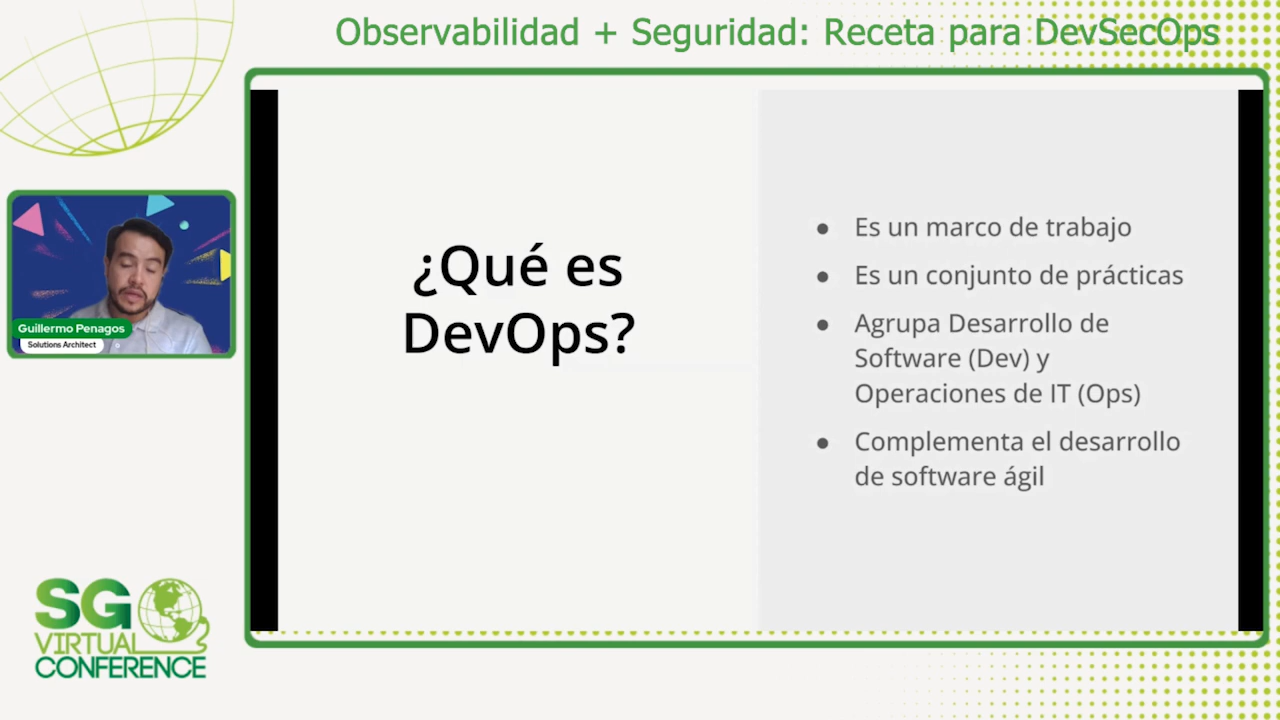 Observabilidad + Seguridad: Receta para DevSecOps
¿Qué es
DevOps?
● Es un marco de trabajo
● Es un conjunto de prácticas
● Agrupa Desarrollo de
Software (Dev) y
Operaciones de IT (Ops)
● Complementa el desarrollo
de software ágil
Guillermo Penagos
Solutions Architect
SG
VIRTUAL
CONFERENCE